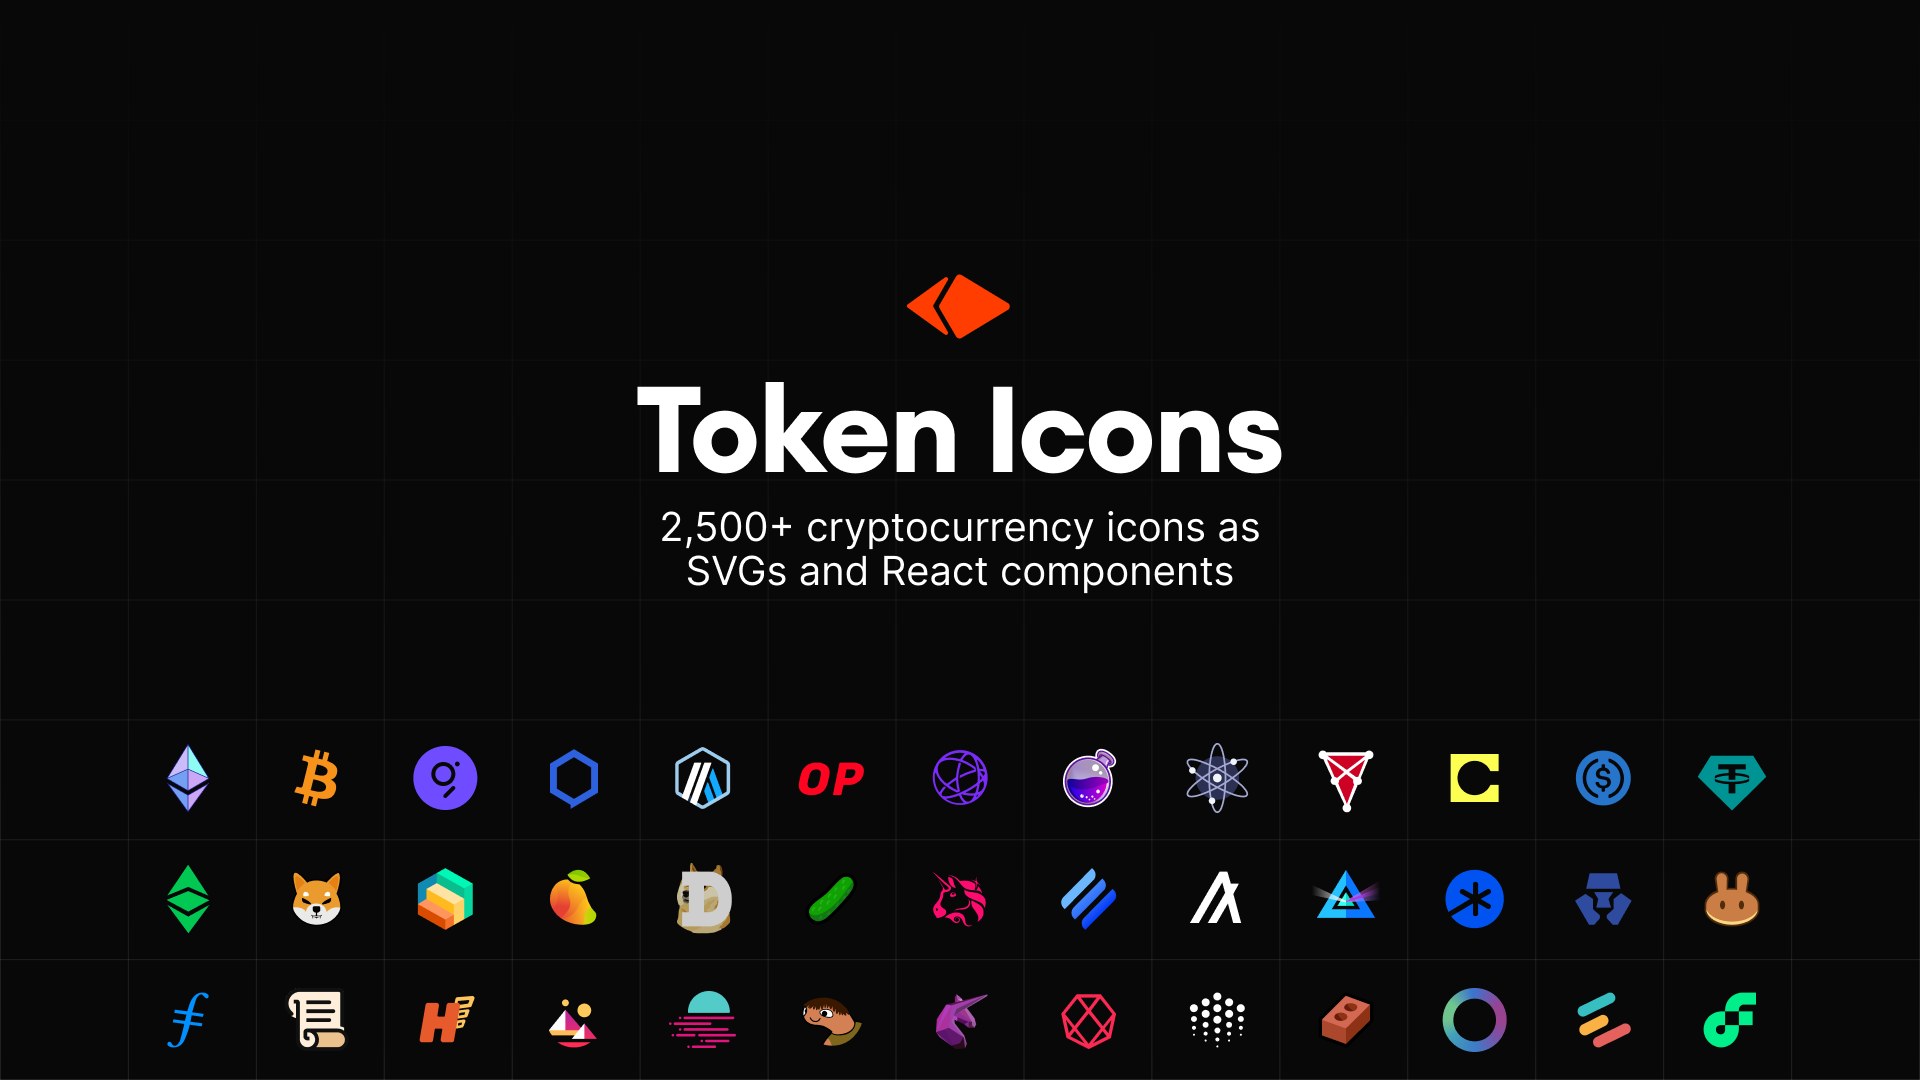 Token Icons
2,500+ cryptocurrency icons as
SVGs and React components
OP